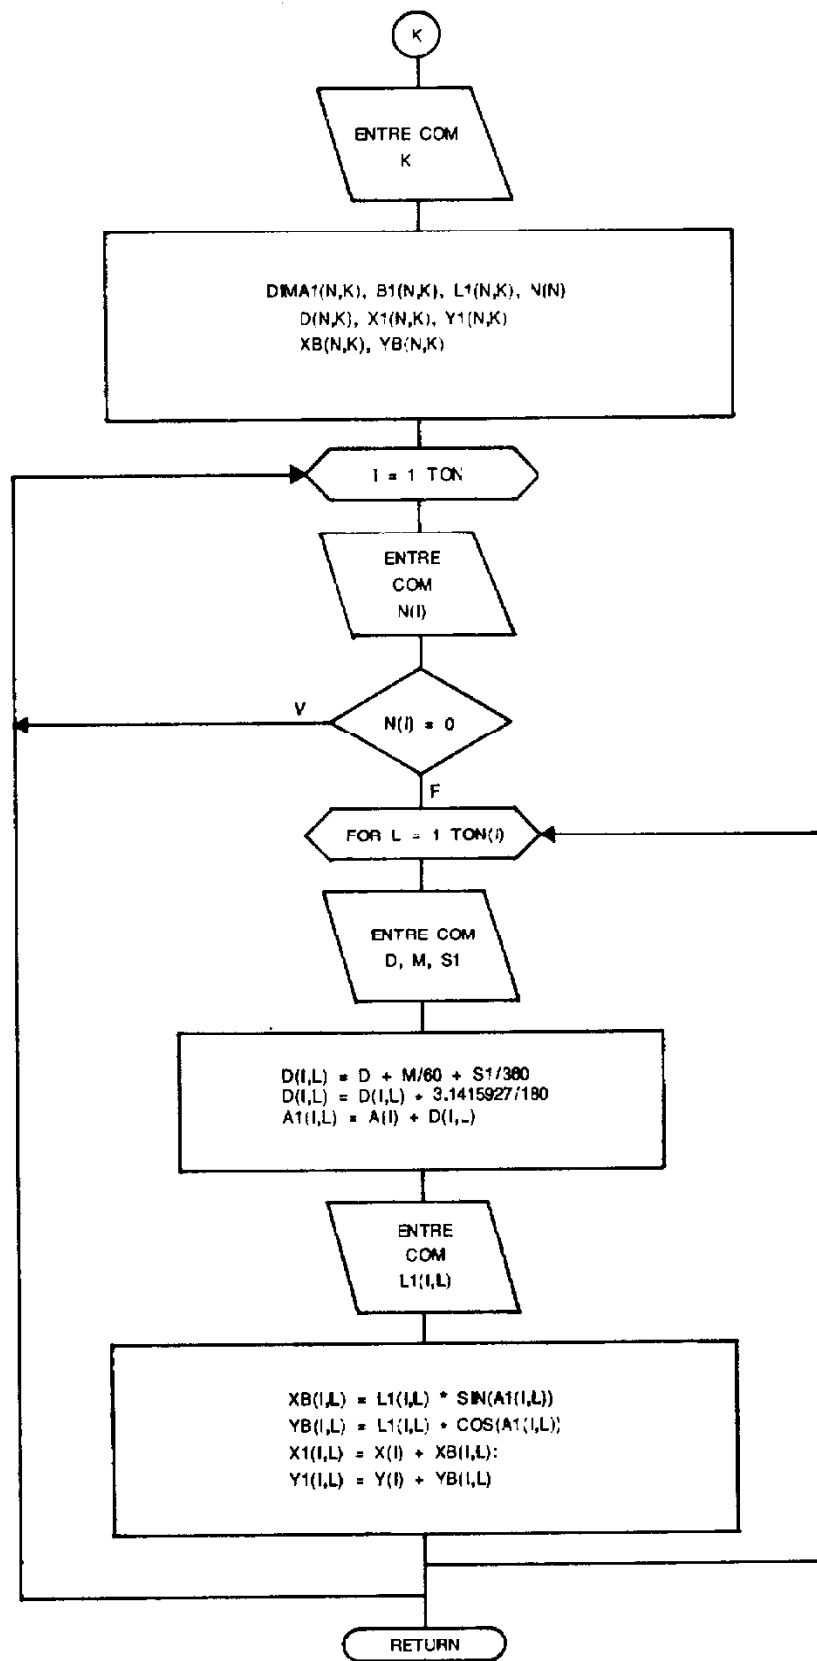 K
ENTRE COM
K
DIMA1(N,K), B1(N,K), L1(N,K), N(N)
D(N,K), X1(N,K), Y1(N,K)
XB(N,K), YB(N,K)
I = 1 TON
ENTRE
COM
N(I)
V
N(I) = 0
F
FOR L = 1 TON(I)
ENTRE COM
D, M, S1
D(I,L) = D + M/60 + S1/360
D(I,L) = D(I,L) * 3.1415927/180
A1(I,L) = A(I) + D(I,L)
ENTRE
COM
L1(I,L)
XB(I,L) = L1(I,L) * SIN(A1(I,L))
YB(I,L) = L1(I,L) * COS(A1(I,L))
X1(I,L) = X(I) + XB(I,L):
Y1(I,L) = Y(I) + YB(I,L)
RETURN